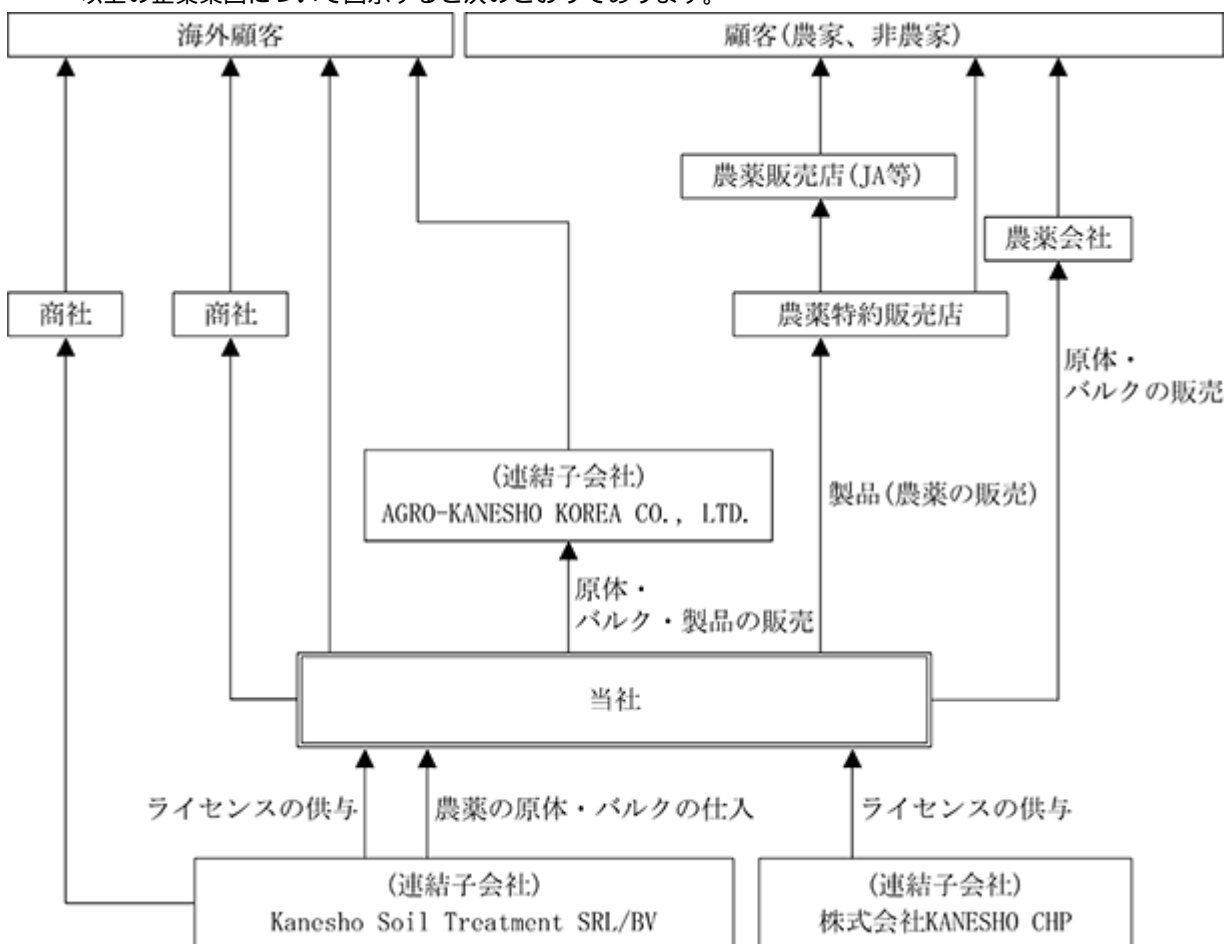 以上の企業集団について図示すると次のとおりであります。
海外顧客
顧客(農家、非農家)
農薬販売店(JA等)
農薬会社
商社
商社
農薬特約販売店
原体・
バルクの販売
(連結子会社)
AGRO-KANESHO KOREA CO., LTD.
製品(農薬の販売)
原体・
バルク・製品の販売
当社
ライセンスの供与
農薬の原体・バルクの仕入
ライセンスの供与
(連結子会社)
Kanesho Soil Treatment SRL/BV
(連結子会社)
株式会社KANESHO CHP